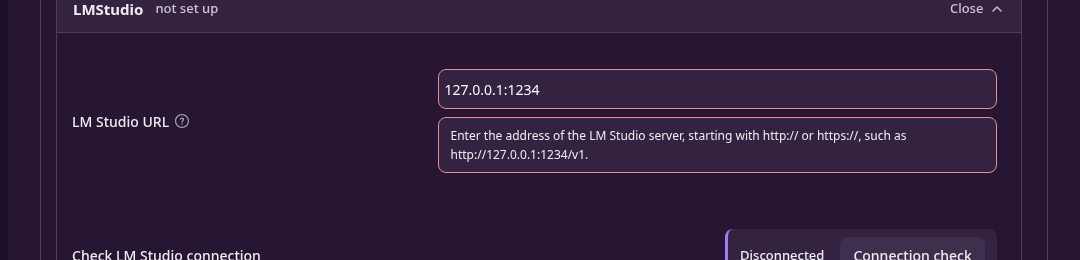 LMStudio not set up Close
127.0.0.1:1234
LM Studio URL ?
Enter the address of the LM Studio server, starting with http:// or https://, such as
http://127.0.0.1:1234/v1.
Check LM Studio connection Disconnected Connection check